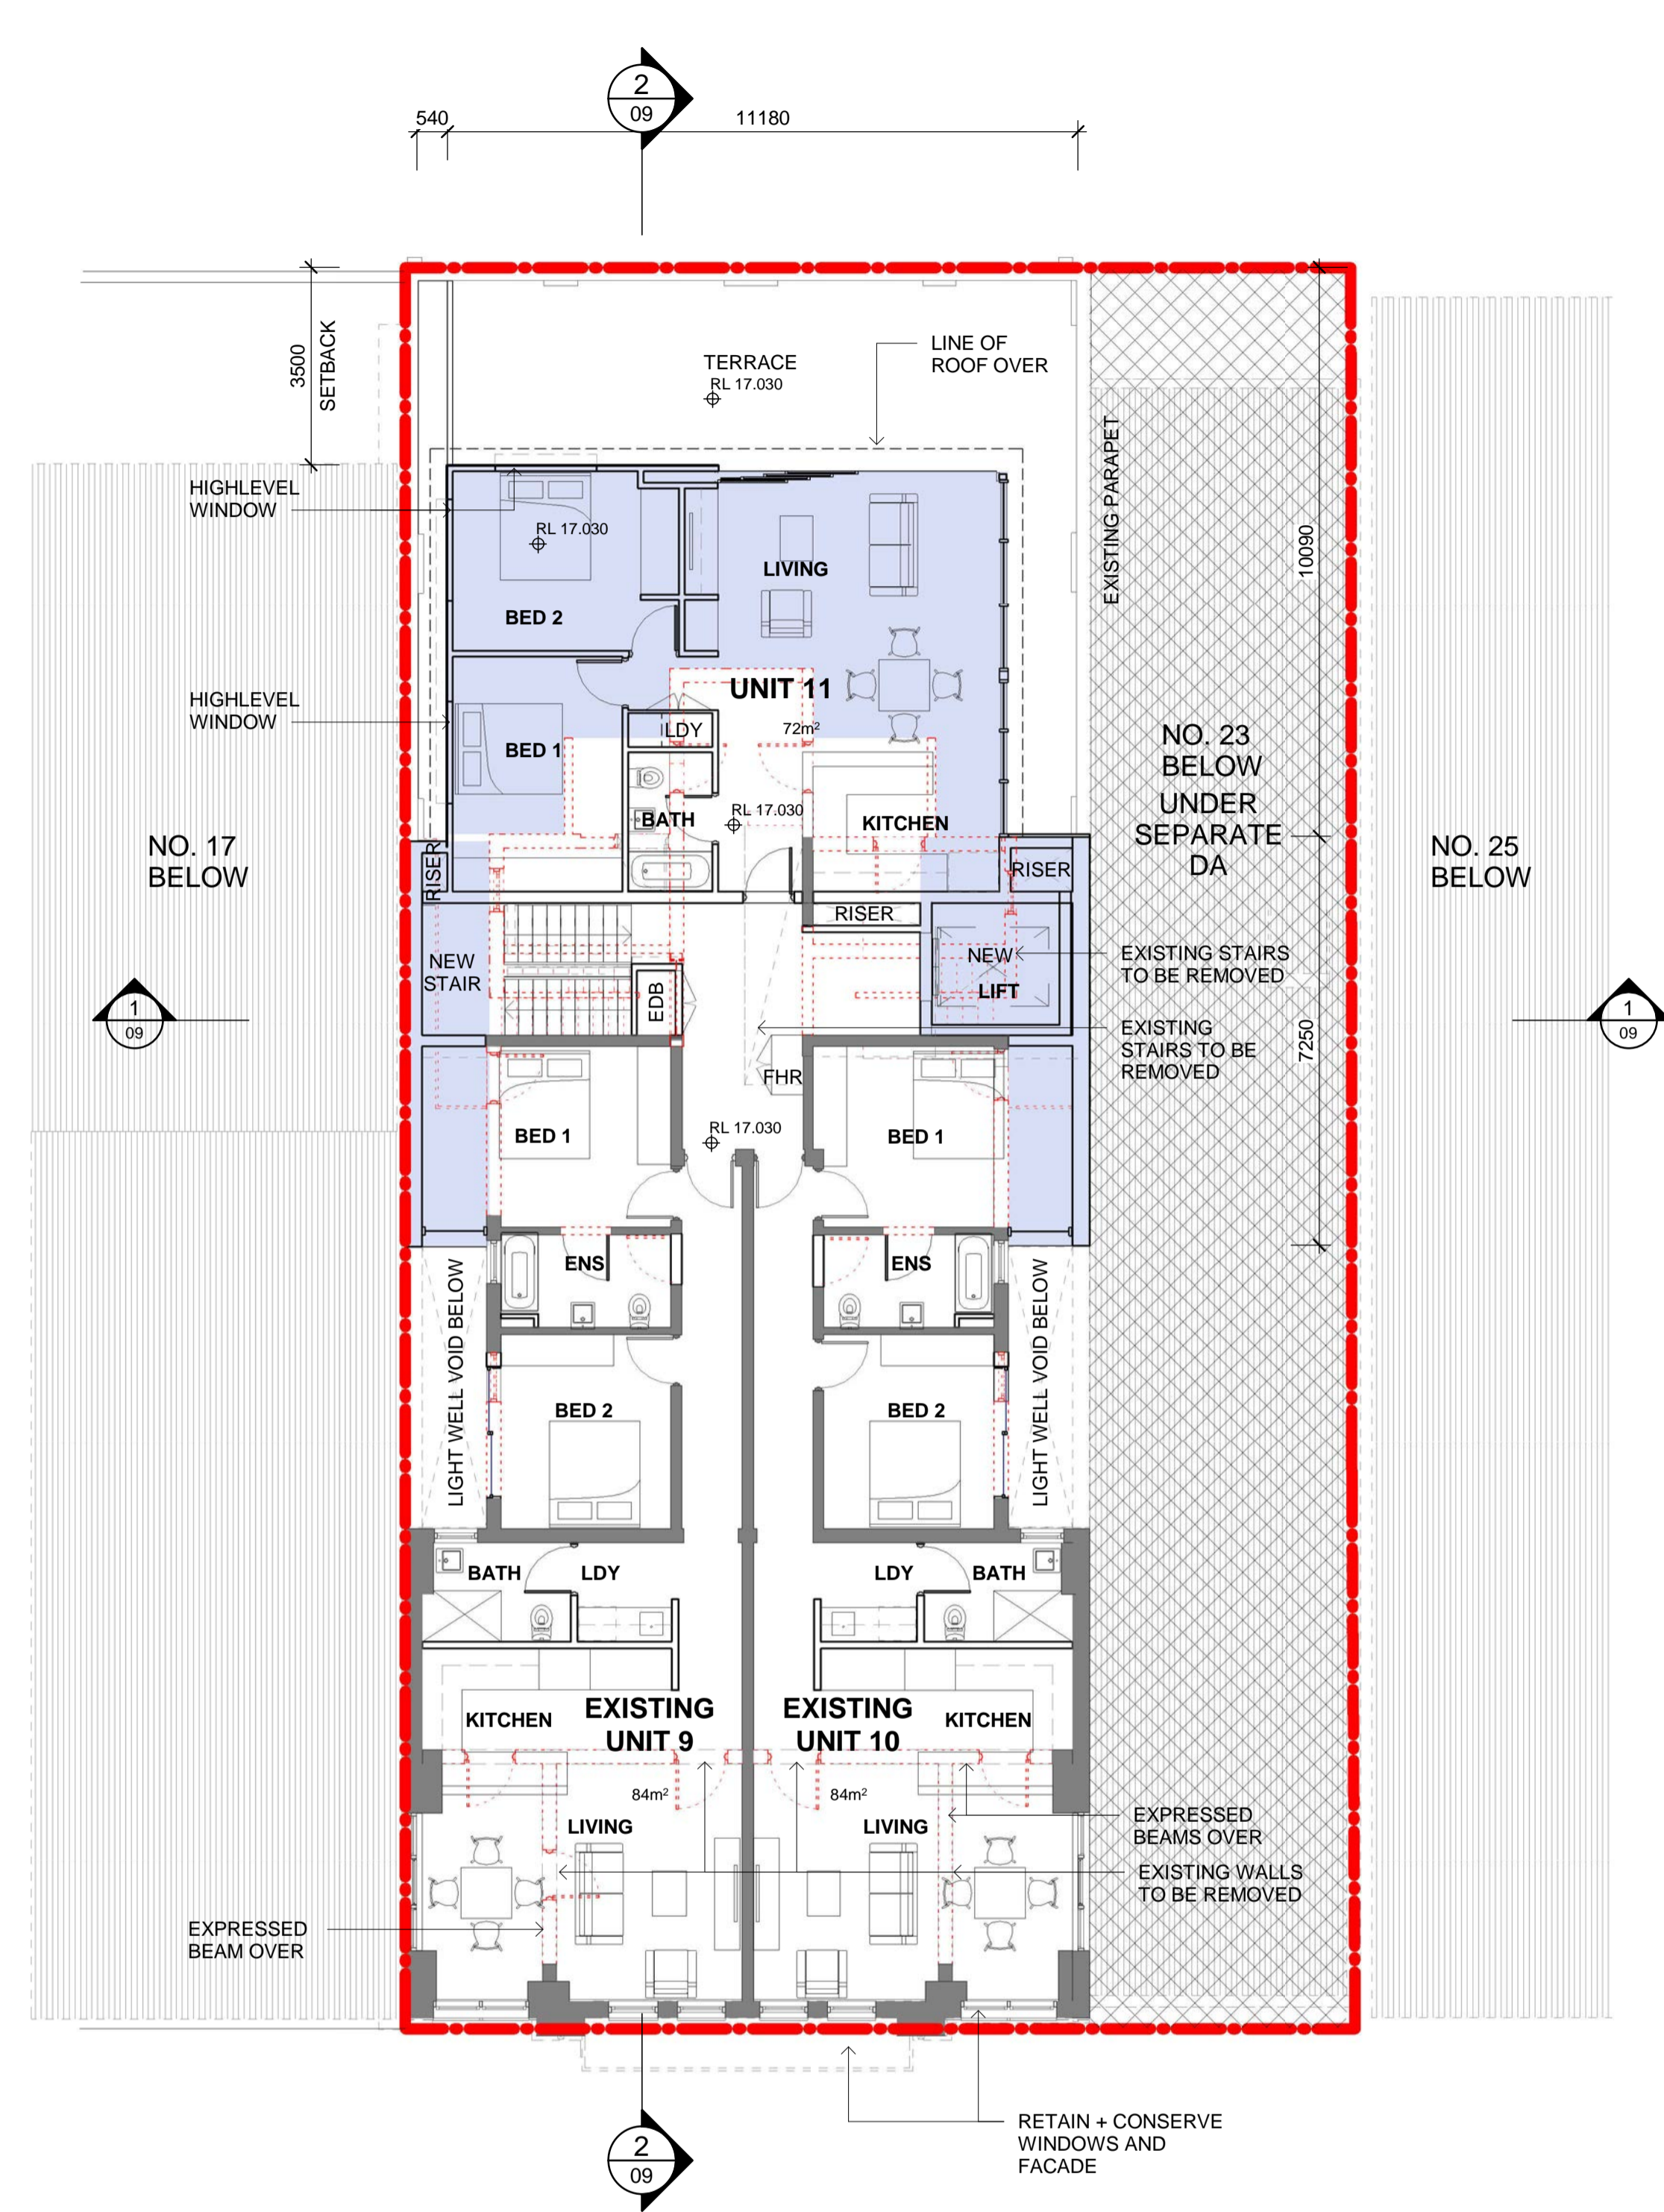 2
09
540
11180
3500
SETBACK
TERRACE
RL 17.030
LINE OF
ROOF OVER
EXISTING PARAPET
10090
HIGHLEVEL
WINDOW
RL 17.030
LIVING
BED 2
HIGHLEVEL
WINDOW
UNIT 11
72m²
LDY
BED 1
NO. 23
BELOW
UNDER
SEPARATE
DA
RL 17.030
BATH
KITCHEN
NO. 17
BELOW
RISER
RISER
NO. 25
BELOW
RISER
NEW
STAIR
EDB
NEW
LIFT
EXISTING STAIRS
TO BE REMOVED
1
09
1
09
EXISTING
STAIRS TO BE
REMOVED
7250
FHR
RL 17.030
BED 1
BED 1
ENS
ENS
LIGHT WELL VOID BELOW
LIGHT WELL VOID BELOW
BED 2
BED 2
BATH
LDY
LDY
BATH
EXISTING
UNIT 9
EXISTING
UNIT 10
KITCHEN
KITCHEN
84m²
84m²
LIVING
LIVING
EXPRESSED
BEAMS OVER
EXISTING WALLS
TO BE REMOVED
EXPRESSED
BEAM OVER
RETAIN + CONSERVE
WINDOWS AND
FACADE
2
09